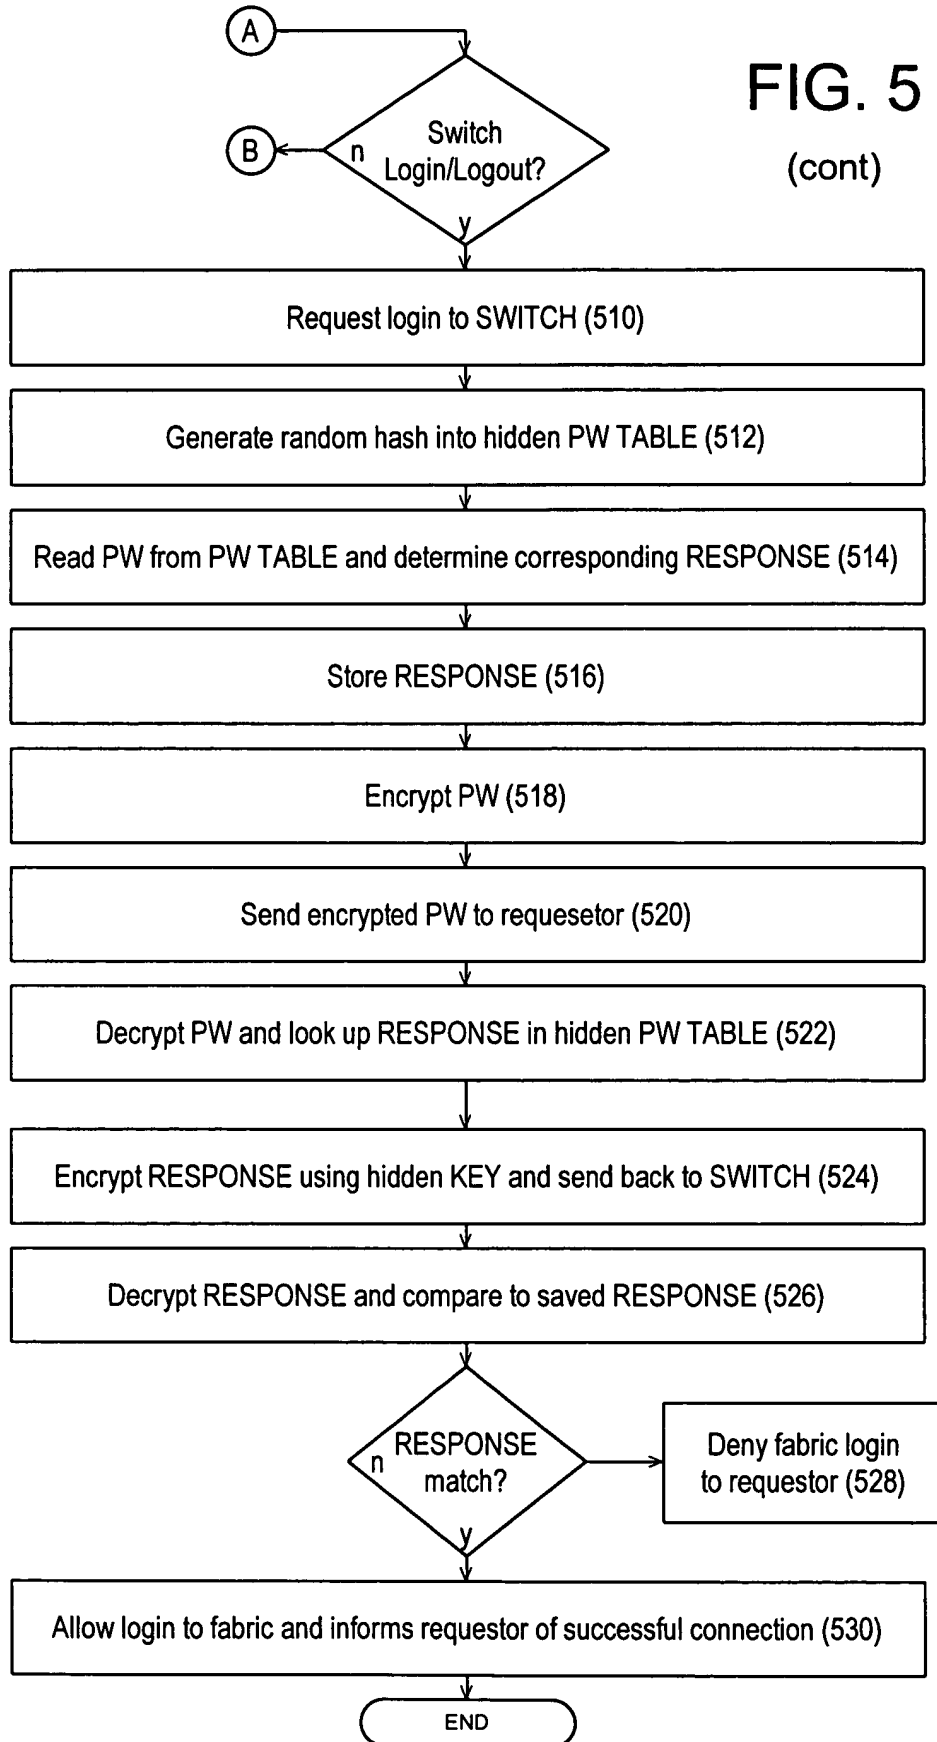 A
FIG. 5
(cont)
Switch
Login/Logout?
n
B
y
Request login to SWITCH (510)
Generate random hash into hidden PW TABLE (512)
Read PW from PW TABLE and determine corresponding RESPONSE (514)
Store RESPONSE (516)
Encrypt PW (518)
Send encrypted PW to requesetor (520)
Decrypt PW and look up RESPONSE in hidden PW TABLE (522)
Encrypt RESPONSE using hidden KEY and send back to SWITCH (524)
Decrypt RESPONSE and compare to saved RESPONSE (526)
RESPONSE
match?
n
y
Deny fabric login
to requestor (528)
Allow login to fabric and informs requestor of successful connection (530)
END